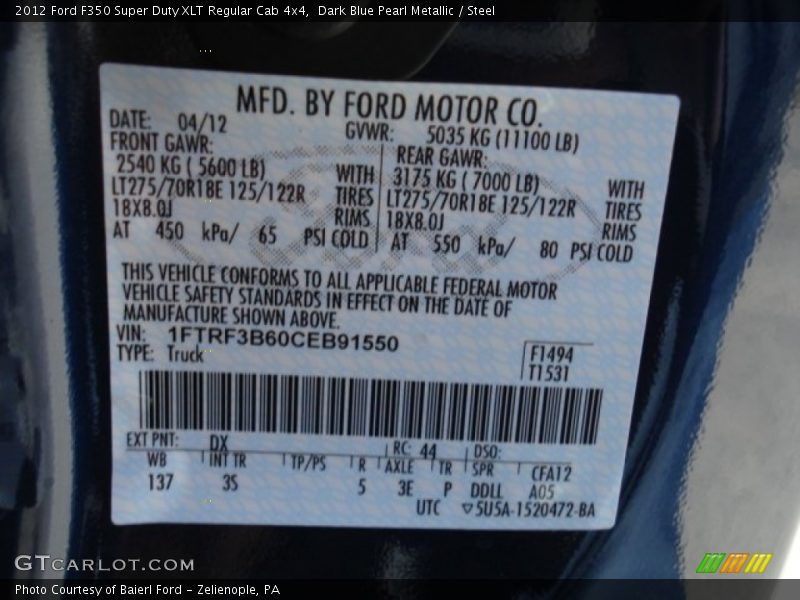 2012 Ford F350 Super Duty XLT Regular Cab 4x4,  Dark Blue Pearl Metallic / Steel
MFD. BY FORD MOTOR CO.
DATE: 04/12 GVWR: 5035 KG (11100 LB)
FRONT GAWR: REAR GAWR:
2540 KG ( 5600 LB) WITH 3175 KG ( 7000 LB) WITH
LT275/70R18E 125/122R TIRES LT275/70R18E 125/122R TIRES
18X8.0J RIMS 18X8.0J RIMS
AT 450 kPa/ 65 PSI COLD AT 550 kPa/ 80 PSI COLD
THIS VEHICLE CONFORMS TO ALL APPLICABLE FEDERAL MOTOR
VEHICLE SAFETY STANDARDS IN EFFECT ON THE DATE OF
MANUFACTURE SHOWN ABOVE.
VIN: 1FTRF3B60CEB91550
TYPE: Truck
F1494
T1531
EXT PNT: DX RC: 44 DSO:
WB INT TR TP/PS R AXLE TR SPR CFA12
137 35 5 3E P DDLL A05
UTC ▽5U5A-1520472-BA
GTCARLOT.COM
Photo Courtesy of Baierl Ford - Zelienople, PA